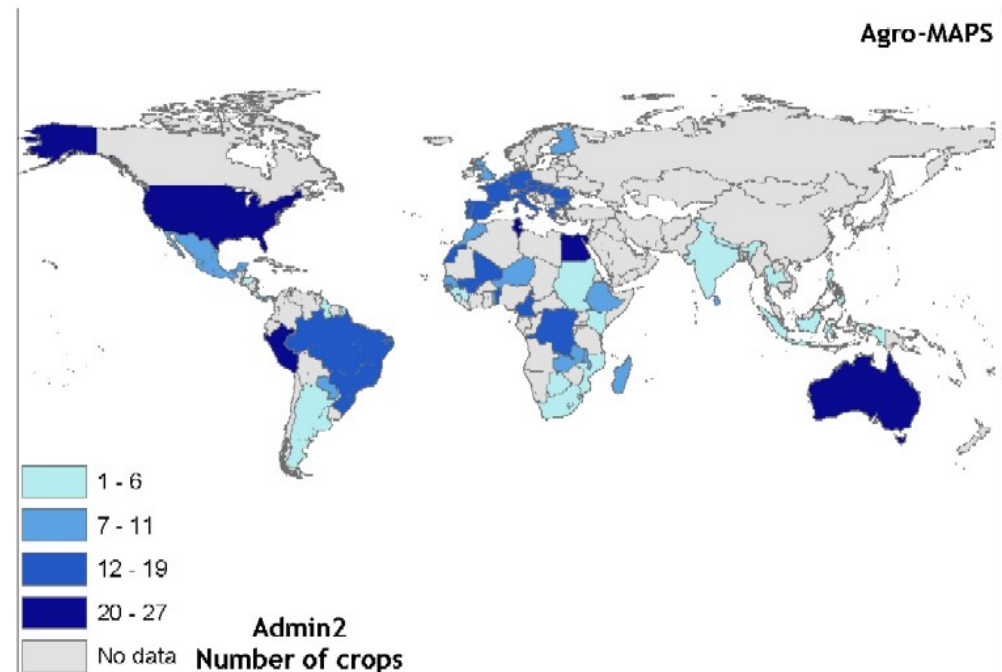 Agro-MAPS
1 - 6
7 - 11
12 - 19
20 - 27
No data
Admin2
Number of crops